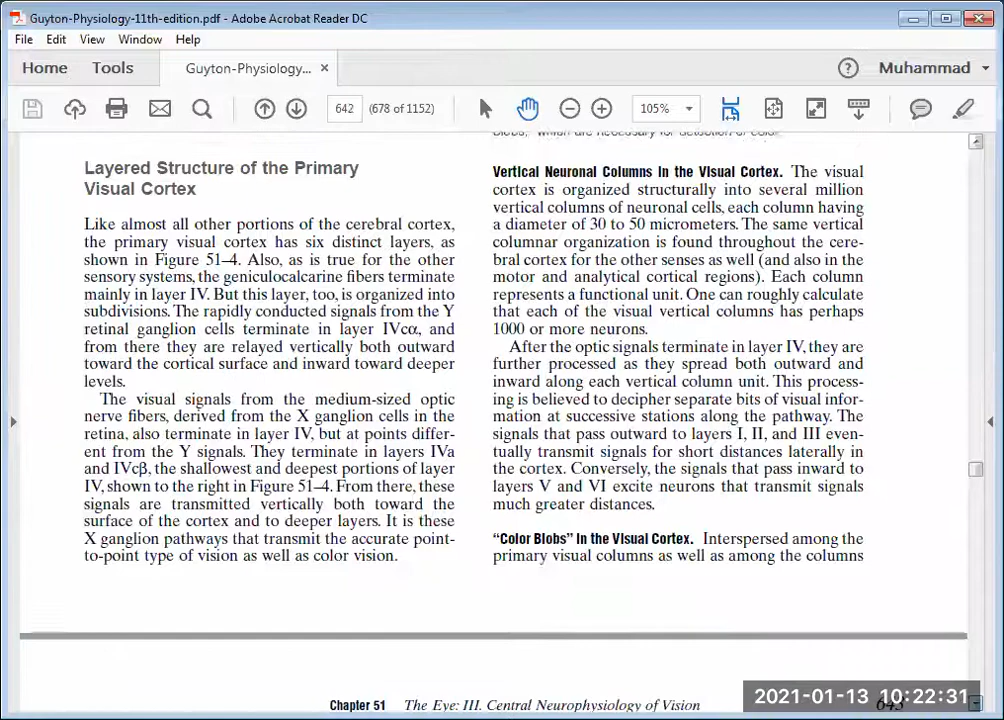 Guyton-Physiology-11th-edition.pdf - Adobe Acrobat Reader DC
File Edit View Window Help
Home Tools Guyton-Physiology... × ? Muhammad
642 (678 of 1152) 105%
Layered Structure of the Primary
Visual Cortex
Like almost all other portions of the cerebral cortex,
the primary visual cortex has six distinct layers, as
shown in Figure 51–4. Also, as is true for the other
sensory systems, the geniculocalcarine fibers terminate
mainly in layer IV. But this layer, too, is organized into
subdivisions. The rapidly conducted signals from the Y
retinal ganglion cells terminate in layer IVcα, and
from there they are relayed vertically both outward
toward the cortical surface and inward toward deeper
levels.
The visual signals from the medium-sized optic
nerve fibers, derived from the X ganglion cells in the
retina, also terminate in layer IV, but at points differ-
ent from the Y signals. They terminate in layers IVa
and IVcβ, the shallowest and deepest portions of layer
IV, shown to the right in Figure 51–4. From there, these
signals are transmitted vertically both toward the
surface of the cortex and to deeper layers. It is these
X ganglion pathways that transmit the accurate point-
to-point type of vision as well as color vision.
blobs," which are necessary for detection of color.
Vertical Neuronal Columns in the Visual Cortex. The visual
cortex is organized structurally into several million
vertical columns of neuronal cells, each column having
a diameter of 30 to 50 micrometers. The same vertical
columnar organization is found throughout the cere-
bral cortex for the other senses as well (and also in the
motor and analytical cortical regions). Each column
represents a functional unit. One can roughly calculate
that each of the visual vertical columns has perhaps
1000 or more neurons.
After the optic signals terminate in layer IV, they are
further processed as they spread both outward and
inward along each vertical column unit. This process-
ing is believed to decipher separate bits of visual infor-
mation at successive stations along the pathway. The
signals that pass outward to layers I, II, and III even-
tually transmit signals for short distances laterally in
the cortex. Conversely, the signals that pass inward to
layers V and VI excite neurons that transmit signals
much greater distances.
“Color Blobs” in the Visual Cortex. Interspersed among the
primary visual columns as well as among the columns
Chapter 51 The Eye: III. Central Neurophysiology of Vision
643
2021-01-13 10:22:31